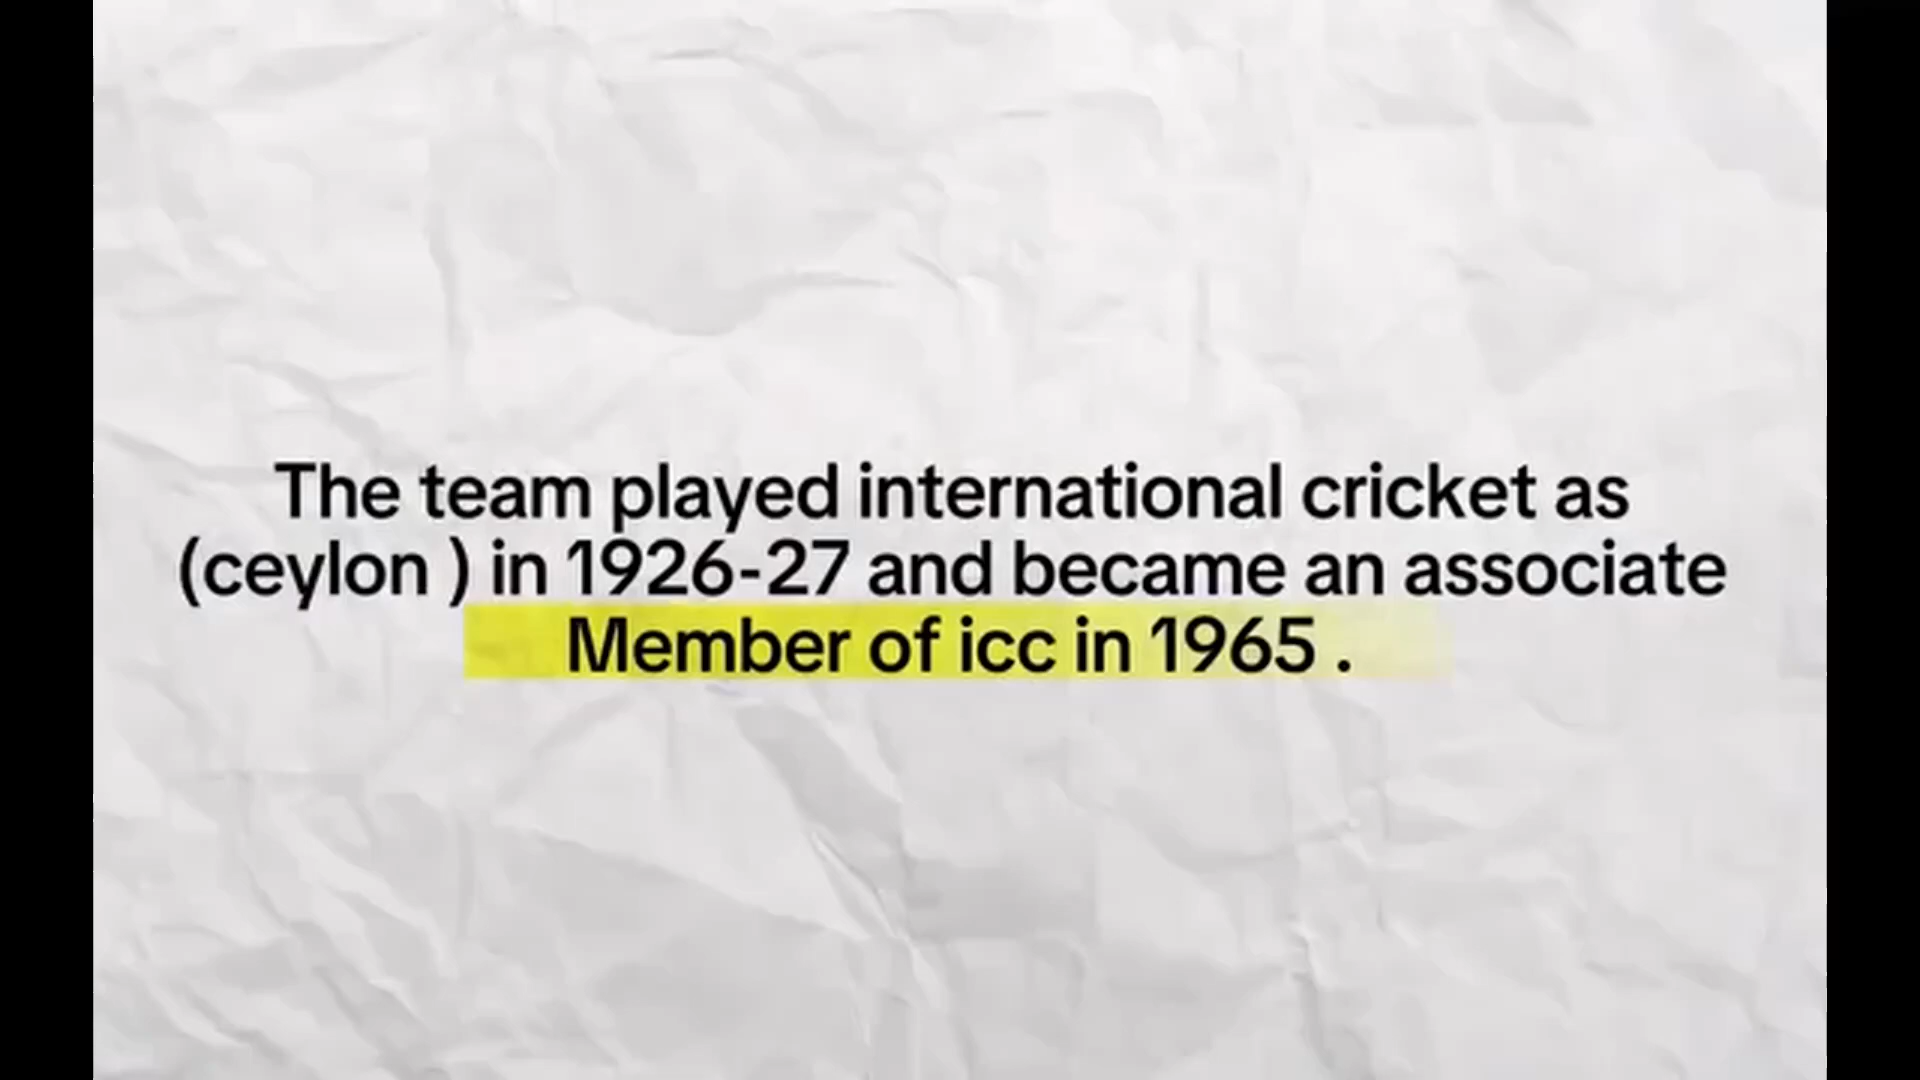 The team played international cricket as
(ceylon ) in 1926-27 and became an associate
Member of icc in 1965 .